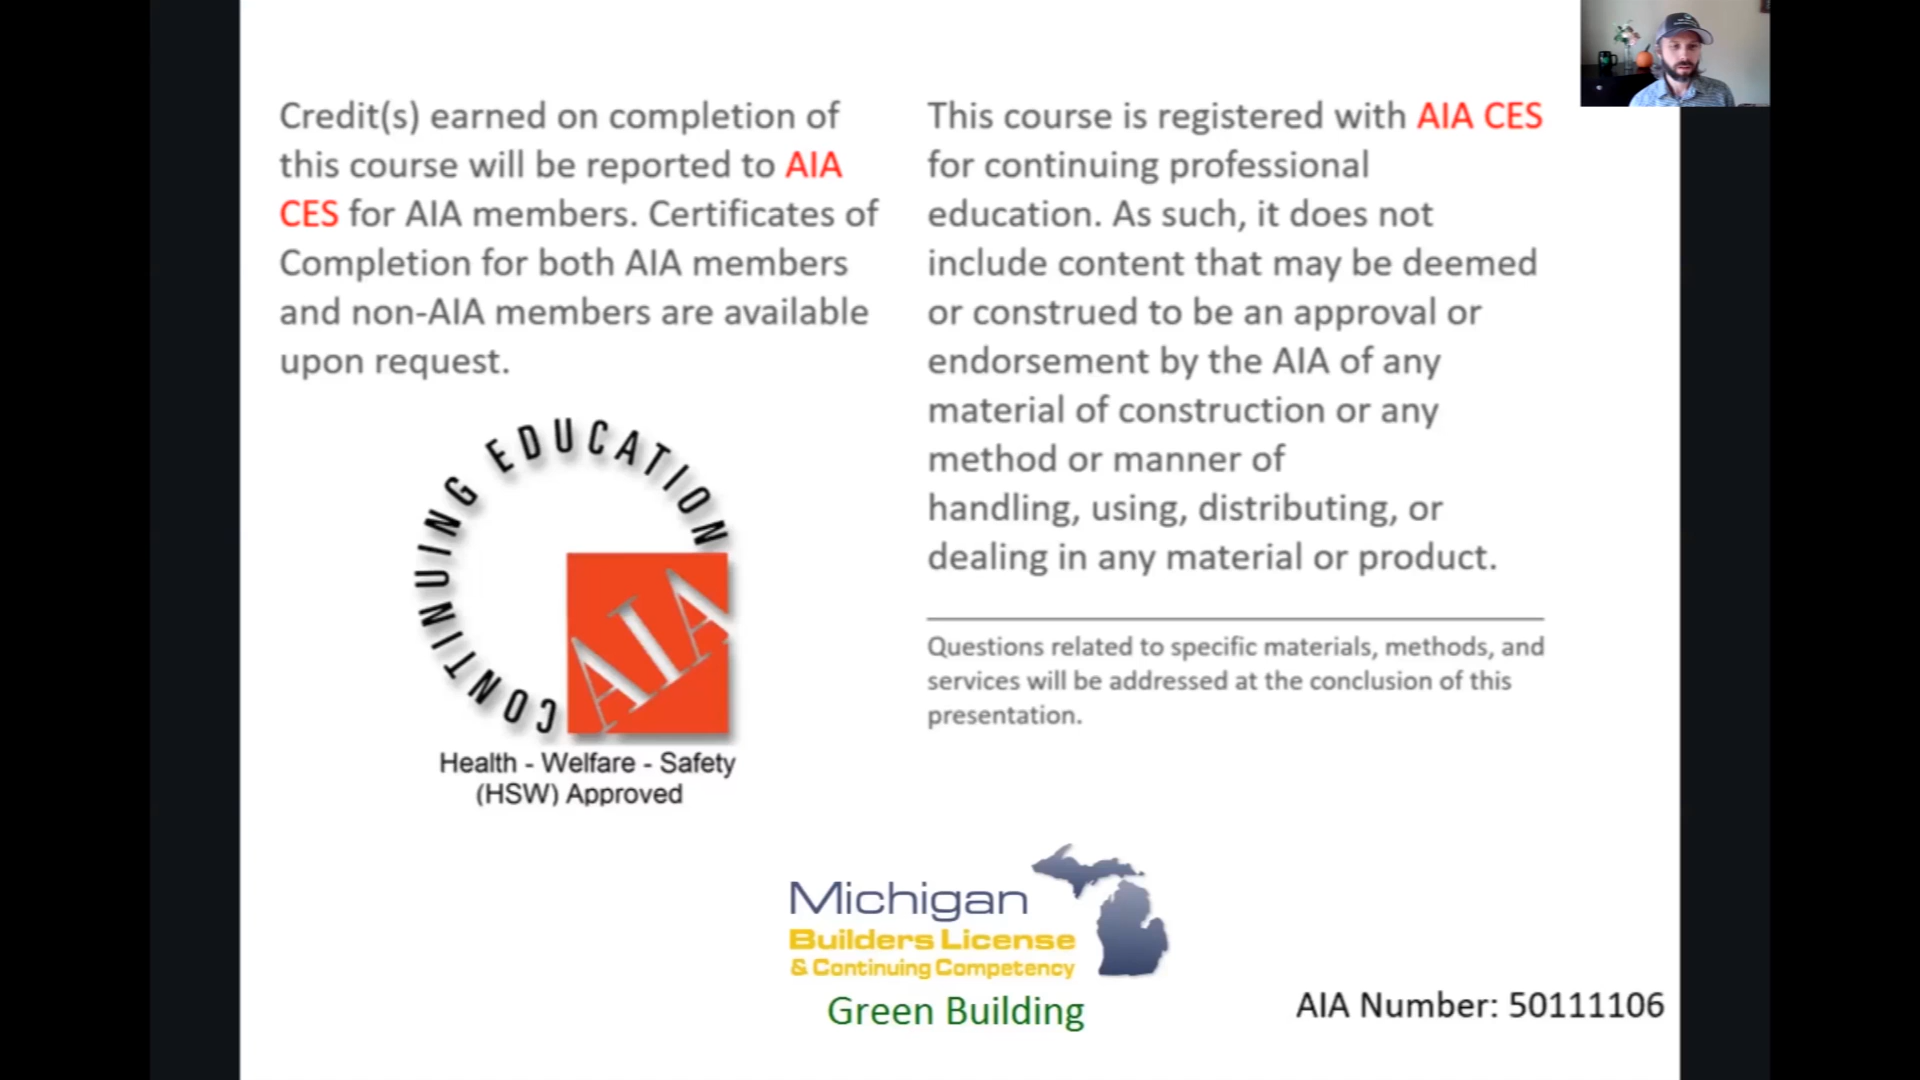 Credit(s) earned on completion of
this course will be reported to AIA
CES for AIA members. Certificates of
Completion for both AIA members
and non-AIA members are available
upon request.
CONTINUING EDUCATION
AIA
Health - Welfare - Safety
(HSW) Approved
This course is registered with AIA CES
for continuing professional
education. As such, it does not
include content that may be deemed
or construed to be an approval or
endorsement by the AIA of any
material of construction or any
method or manner of
handling, using, distributing, or
dealing in any material or product.
Questions related to specific materials, methods, and
services will be addressed at the conclusion of this
presentation.
Michigan
Builders License
& Continuing Competency
Green Building
AIA Number: 50111106